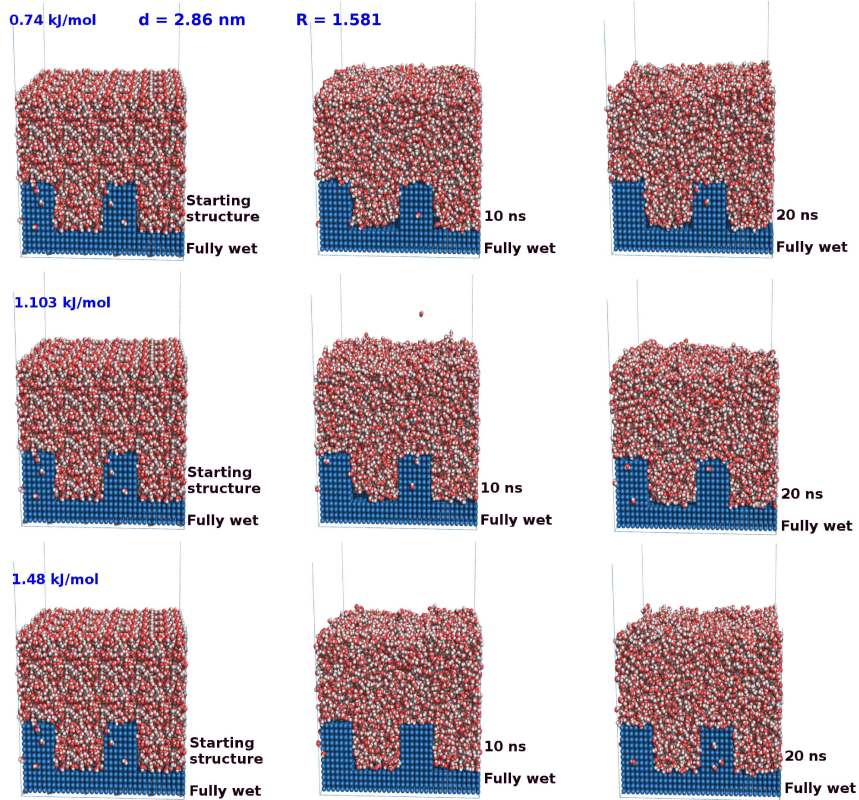 0.74 kJ/mol d = 2.86 nm R = 1.581
Starting
structure
Fully wet
10 ns
Fully wet
20 ns
Fully wet
1.103 kJ/mol
Starting
structure
Fully wet
10 ns
Fully wet
20 ns
Fully wet
1.48 kJ/mol
Starting
structure
Fully wet
10 ns
Fully wet
20 ns
Fully wet